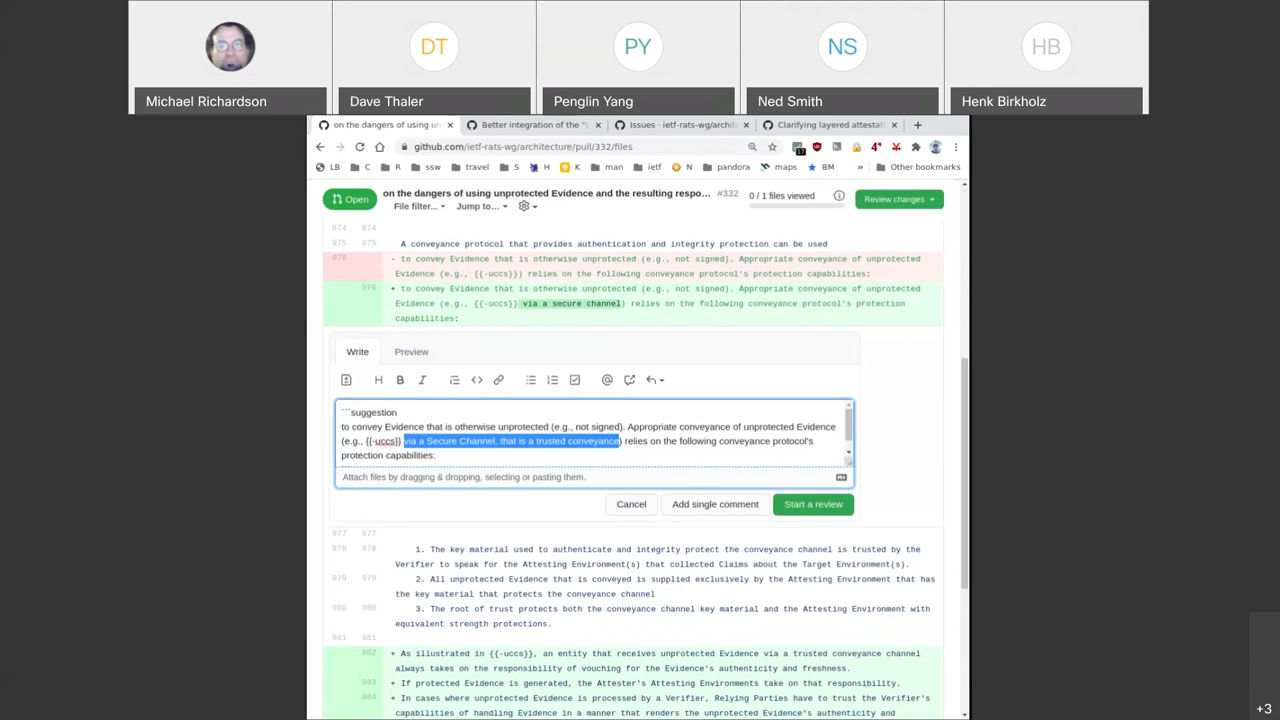 DT
PY
NS
HB
Michael Richardson
Dave Thaler
Penglin Yang
Ned Smith
Henk Birkholz
on the dangers of using un
Better integration of the "
Issues · ietf-rats-wg/archit
Clarifying layered attestat
github.com/ietf-rats-wg/architecture/pull/332/files
17
LB
C
R
ssw
travel
S
H
K
man
ietf
N
pandora
maps
BM
»
Other bookmarks
Open
on the dangers of using unprotected Evidence and the resulting respo… #332
File filter...
Jump to...
0 / 1 files viewed
Review changes
974 974
975 975 A conveyance protocol that provides authentication and integrity protection can be used
976 - to convey Evidence that is otherwise unprotected (e.g., not signed). Appropriate conveyance of unprotected
Evidence (e.g., {{-uccs}}) relies on the following conveyance protocol's protection capabilities:
976 + to convey Evidence that is otherwise unprotected (e.g., not signed). Appropriate conveyance of unprotected
Evidence (e.g., {{-uccs}} via a secure channel) relies on the following conveyance protocol's protection
capabilities:
Write
Preview
```suggestion
to convey Evidence that is otherwise unprotected (e.g., not signed). Appropriate conveyance of unprotected Evidence
(e.g., {{-uccs}} via a Secure Channel, that is a trusted conveyance) relies on the following conveyance protocol's
protection capabilities:
Attach files by dragging & dropping, selecting or pasting them.
Cancel
Add single comment
Start a review
977 977
978 978 1. The key material used to authenticate and integrity protect the conveyance channel is trusted by the
Verifier to speak for the Attesting Environment(s) that collected Claims about the Target Environment(s).
979 979 2. All unprotected Evidence that is conveyed is supplied exclusively by the Attesting Environment that has
the key material that protects the conveyance channel
980 980 3. The root of trust protects both the conveyance channel key material and the Attesting Environment with
equivalent strength protections.
981 981
982 + As illustrated in {{-uccs}}, an entity that receives unprotected Evidence via a trusted conveyance channel
always takes on the responsibility of vouching for the Evidence's authenticity and freshness.
983 + If protected Evidence is generated, the Attester's Attesting Environments take on that responsibility.
984 + In cases where unprotected Evidence is processed by a Verifier, Relying Parties have to trust the Verifier's
capabilities of handling Evidence in a manner that renders the unprotected Evidence's authenticity and
+3